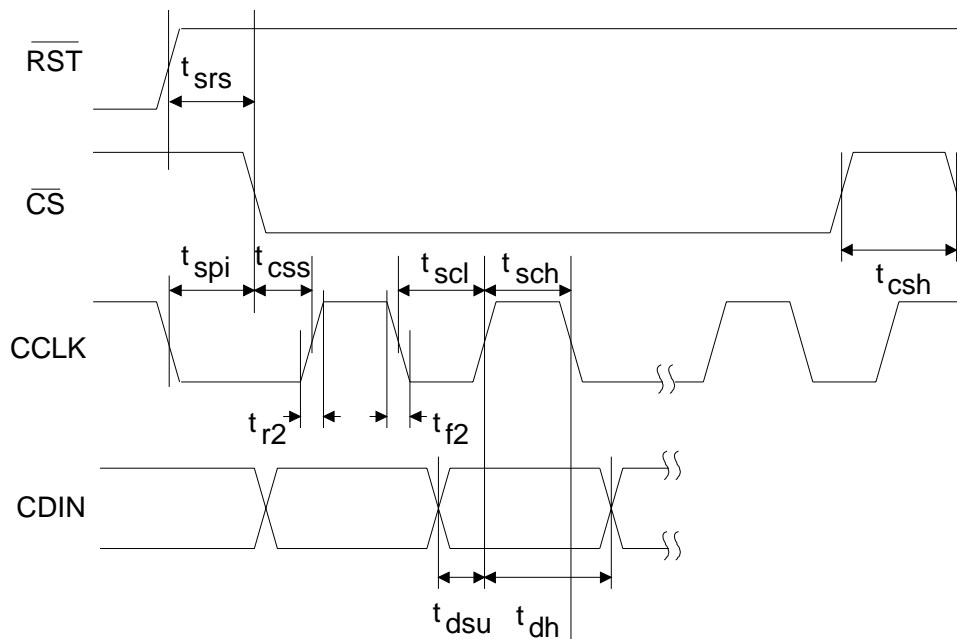 RST
t srs
CS
t spi
t css
t scl
t sch
t csh
CCLK
t r2
t f2
CDIN
t dsu
t dh